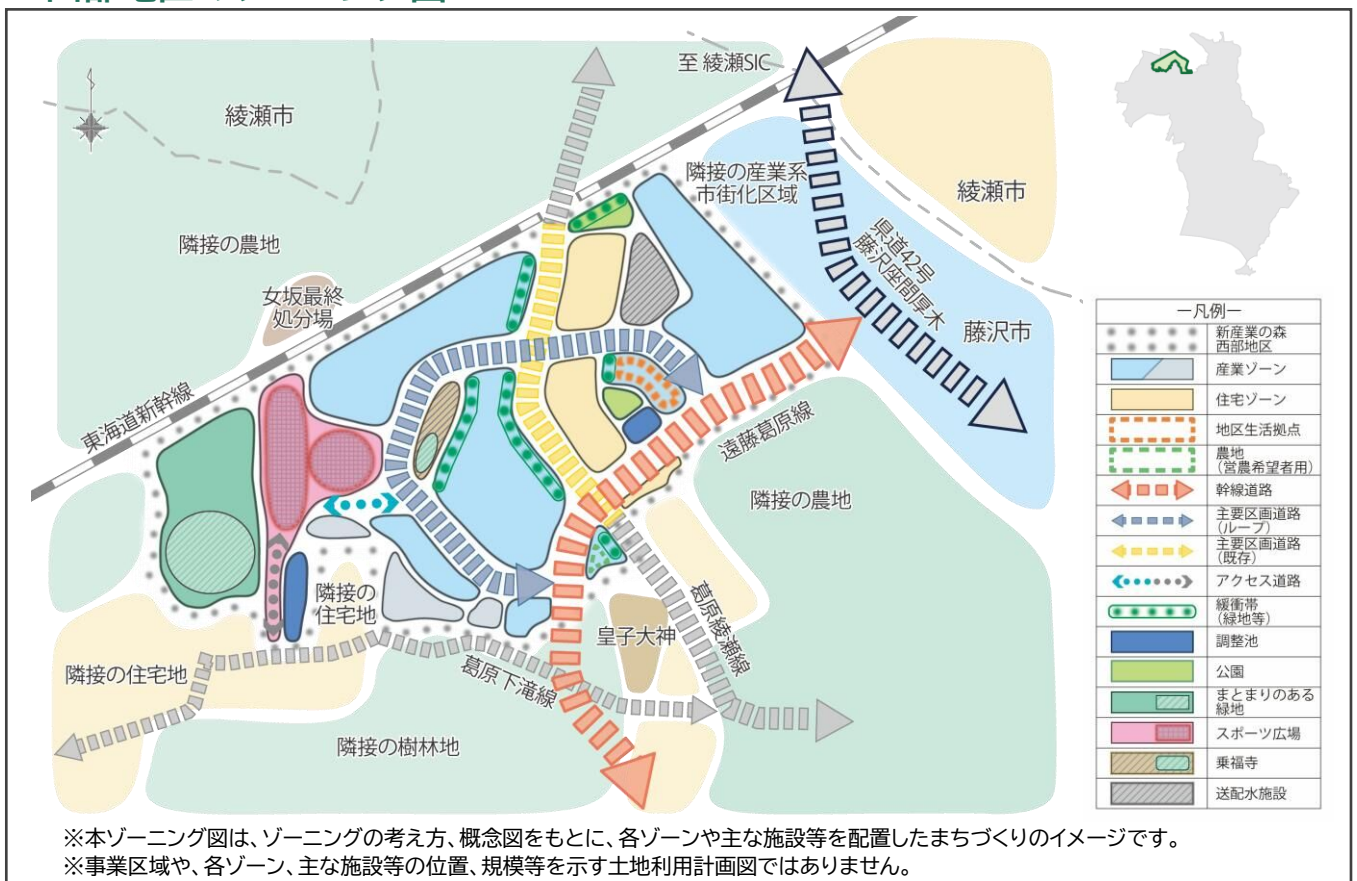 至 綾瀬SIC
綾瀬市
隣接の産業系
市街化区域
綾瀬市
隣接の農地
県道42号
藤沢座間厚木
女坂最終
処分場
藤沢市
東海道新幹線
遠藤葛原線
隣接の農地
隣接の
住宅地
皇子大神
葛原綾瀬線
隣接の住宅地
葛原下滝線
隣接の樹林地
ー凡例ー
新産業の森
西部地区
産業ゾーン
住宅ゾーン
地区生活拠点
農地
(営農希望者用)
幹線道路
主要区画道路
(ループ)
主要区画道路
(既存)
アクセス道路
緩衝帯
(緑地等)
調整池
公園
まとまりのある
緑地
スポーツ広場
乗福寺
送配水施設
※本ゾーニング図は、ゾーニングの考え方、概念図をもとに、各ゾーンや主な施設等を配置したまちづくりのイメージです。
※事業区域や、各ゾーン、主な施設等の位置、規模等を示す土地利用計画図ではありません。